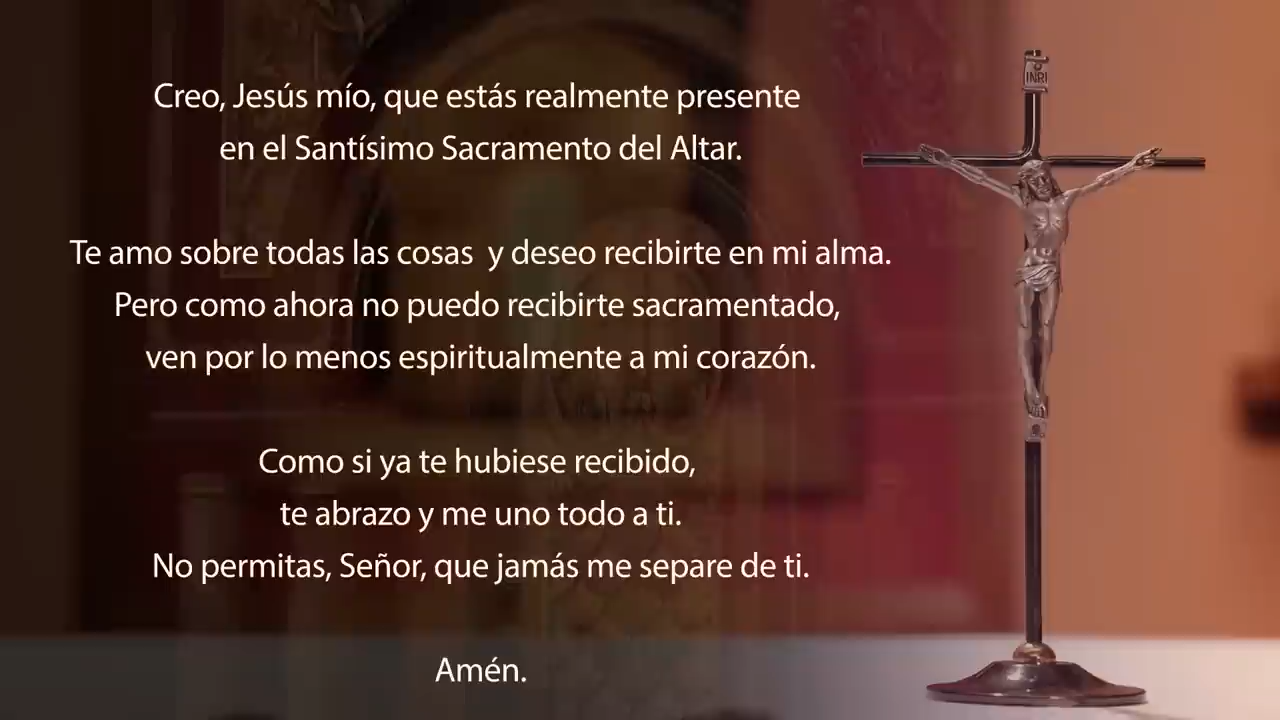 Creo, Jesús mío, que estás realmente presente
en el Santísimo Sacramento del Altar.
Te amo sobre todas las cosas  y deseo recibirte en mi alma.
Pero como ahora no puedo recibirte sacramentado,
ven por lo menos espiritualmente a mi corazón.
Como si ya te hubiese recibido,
te abrazo y me uno todo a ti.
No permitas, Señor, que jamás me separe de ti.
Amén.
INRI